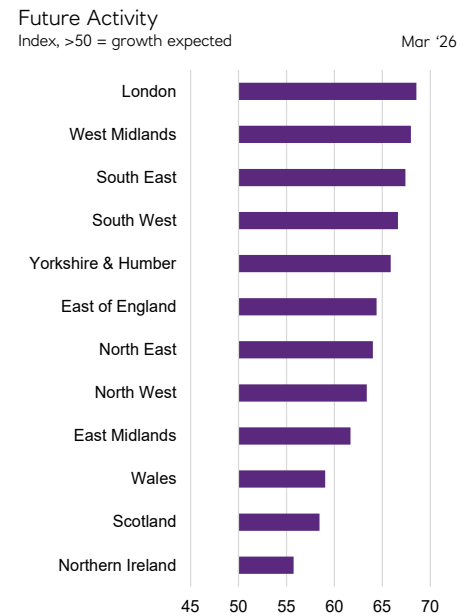 Future Activity
Index, >50 = growth expected
Mar ‘26
London
West Midlands
South East
South West
Yorkshire & Humber
East of England
North East
North West
East Midlands
Wales
Scotland
Northern Ireland
45 50 55 60 65 70